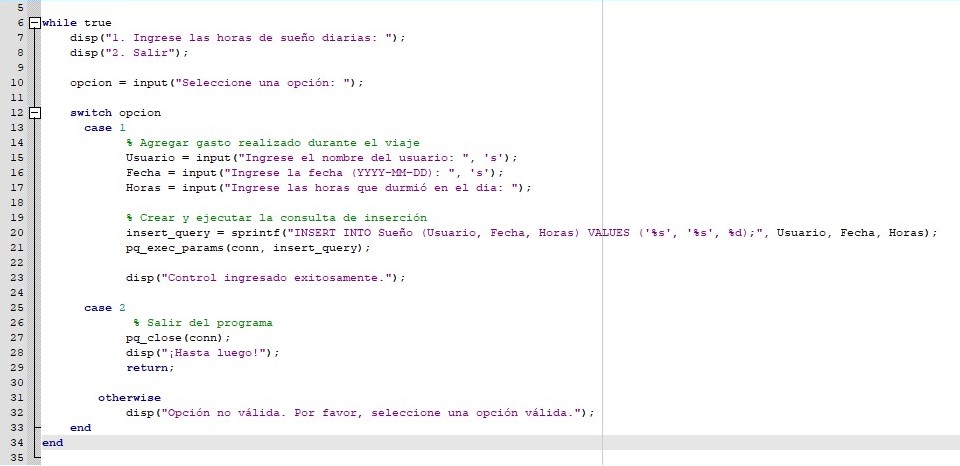 5
6 while true
7 disp("1. Ingrese las horas de sueño diarias: ");
8 disp("2. Salir");
9
10 opcion = input("Seleccione una opción: ");
11
12 switch opcion
13 case 1
14 % Agregar gasto realizado durante el viaje
15 Usuario = input("Ingrese el nombre del usuario: ", 's');
16 Fecha = input("Ingrese la fecha (YYYY-MM-DD): ", 's');
17 Horas = input("Ingrese las horas que durmió en el dia: ");
18
19 % Crear y ejecutar la consulta de inserción
20 insert_query = sprintf("INSERT INTO Sueño (Usuario, Fecha, Horas) VALUES ('%s', '%s', %d);", Usuario, Fecha, Horas);
21 pq_exec_params(conn, insert_query);
22
23 disp("Control ingresado exitosamente.");
24
25 case 2
26 % Salir del programa
27 pq_close(conn);
28 disp("¡Hasta luego!");
29 return;
30
31 otherwise
32 disp("Opción no válida. Por favor, seleccione una opción válida.");
33 end
34 end
35